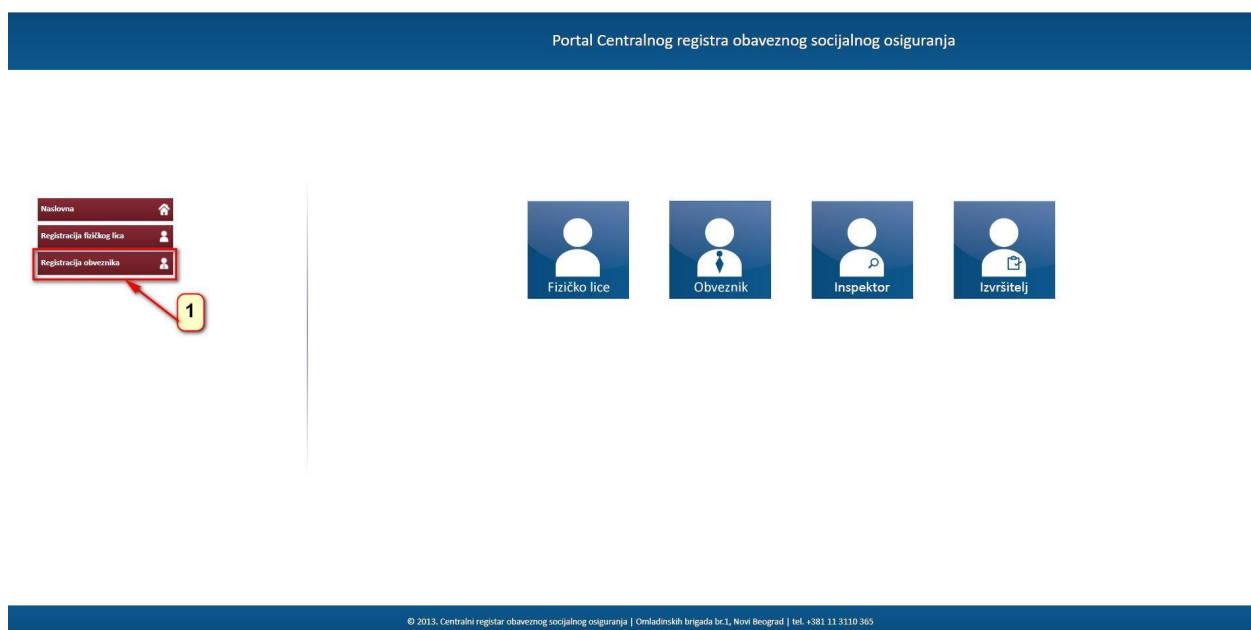 Portal Centralnog registra obaveznog socijalnog osiguranja
Naslovna
Registracija fizičkog lica
Registracija obveznika
1
Fizičko lice
Obveznik
Inspektor
Izvršitelj
© 2013. Centralni registar obaveznog socijalnog osiguranja | Omladinskih brigada br.1, Novi Beograd | tel. +381 11 3110 365